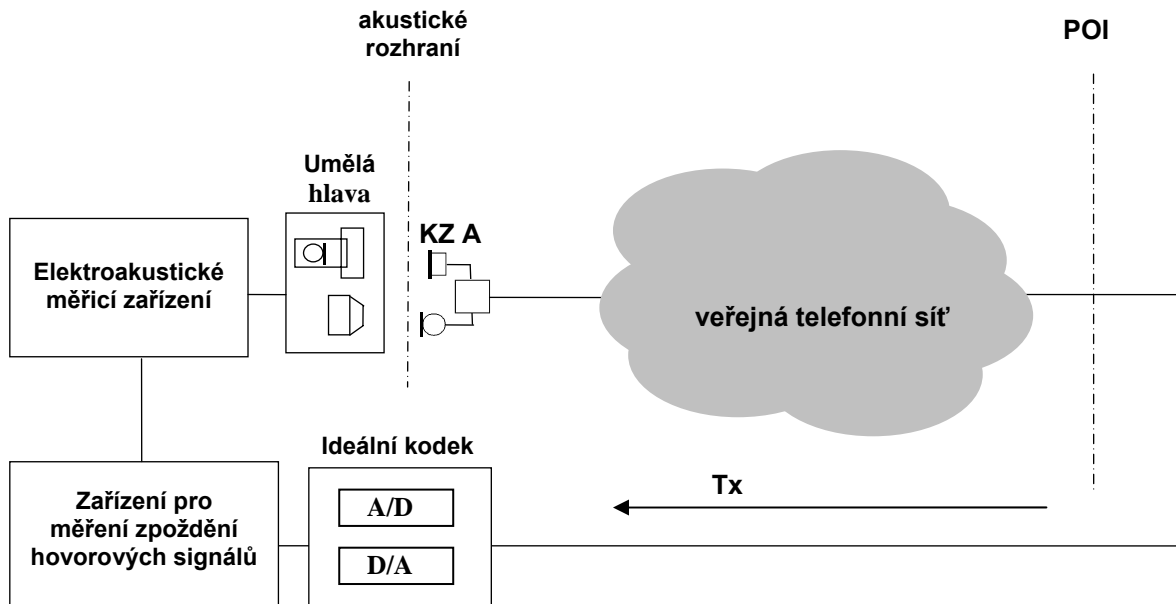 akustické
rozhraní
POI
Umělá
hlava
KZ A
Elektroakustické
měřicí zařízení
veřejná telefonní síť
Ideální kodek
Tx
Zařízení pro
měření zpoždění
hovorových signálů
A/D
D/A